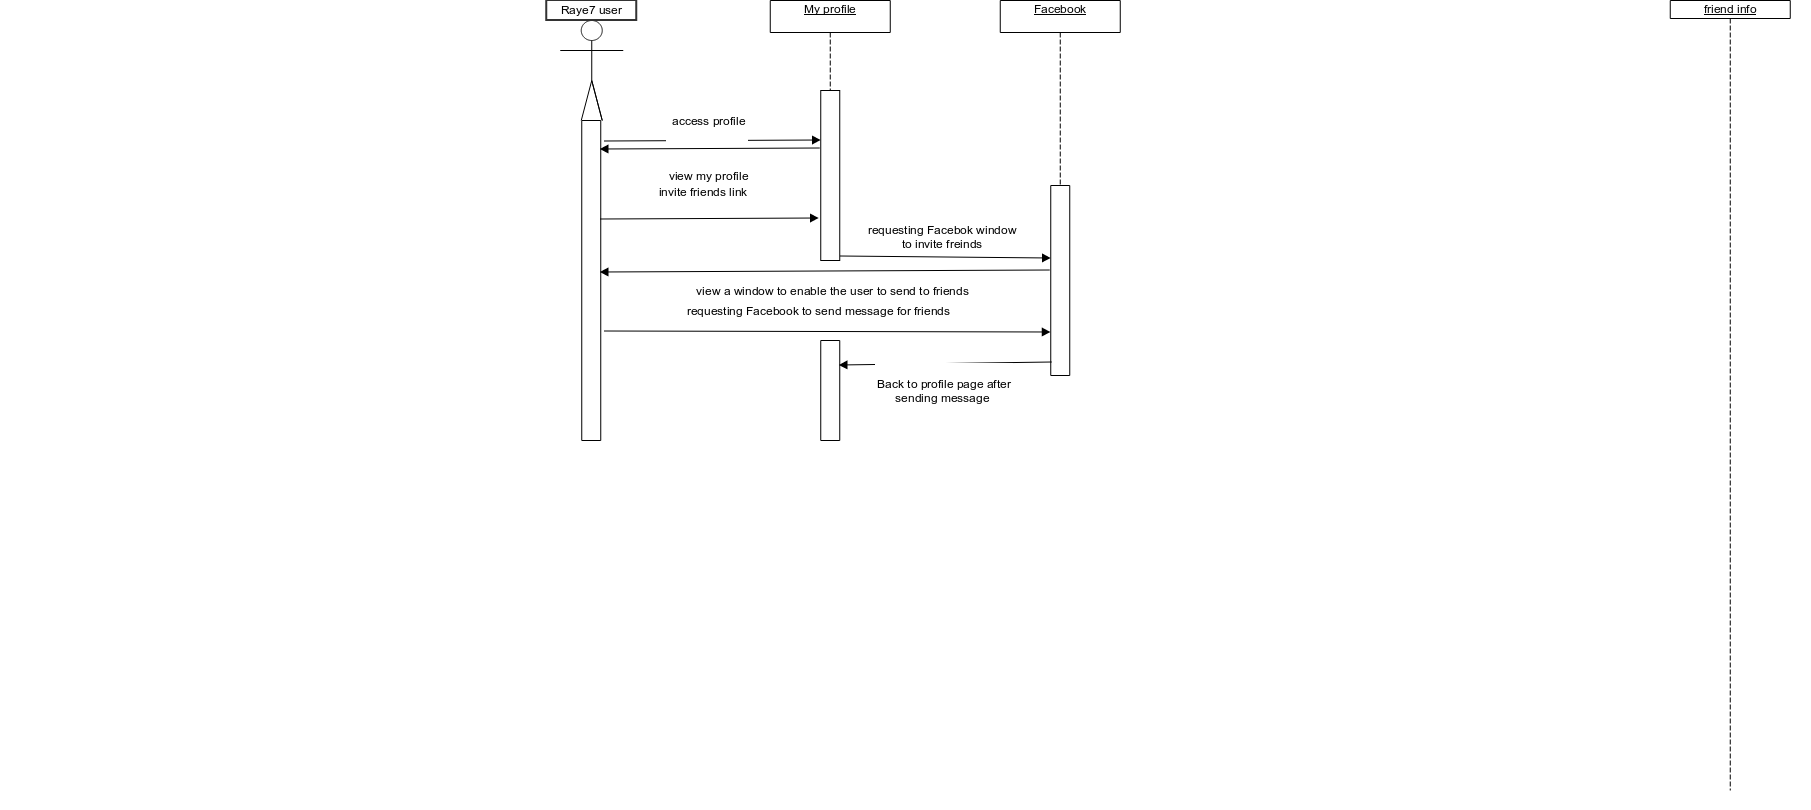 Raye7 user
My profile
Facebook
friend info
access profile
view my profile
invite friends link
requesting Facebok window
to invite freinds
view a window to enable the user to send to friends
requesting Facebook to send message for friends
Back to profile page after
sending message